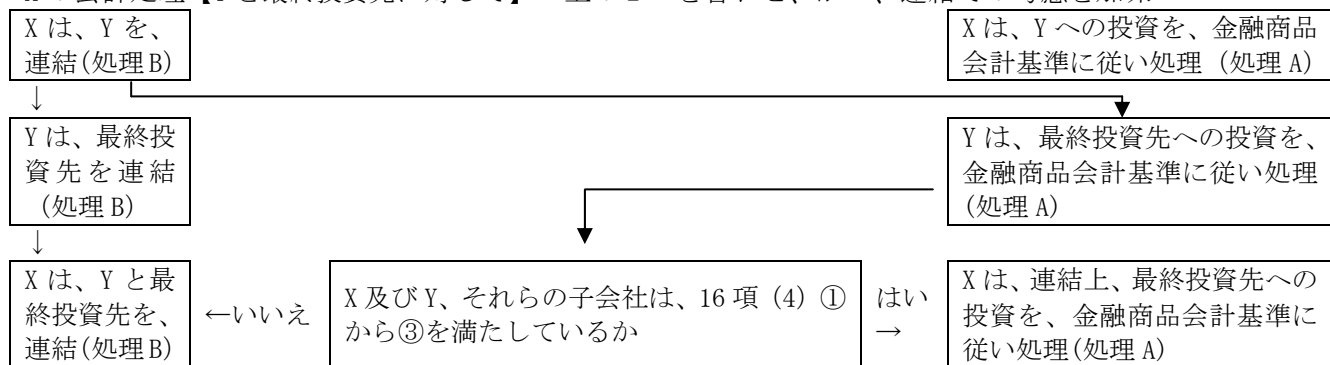 Xは、Yを、
連結(処理B)
Xは、Yへの投資を、金融商品
会計基準に従い処理（処理A）
↓
Yは、最終投
資先を連結
（処理B）
Yは、最終投資先への投資を、
金融商品会計基準に従い処理
(処理A)
↓
Xは、Yと最
終投資先を、
連結(処理B)
←いいえ
X及びY、それらの子会社は、16項（4）①
から③を満たしているか
はい
→
Xは、連結上、最終投資先への
投資を、金融商品会計基準に
従い処理(処理A)